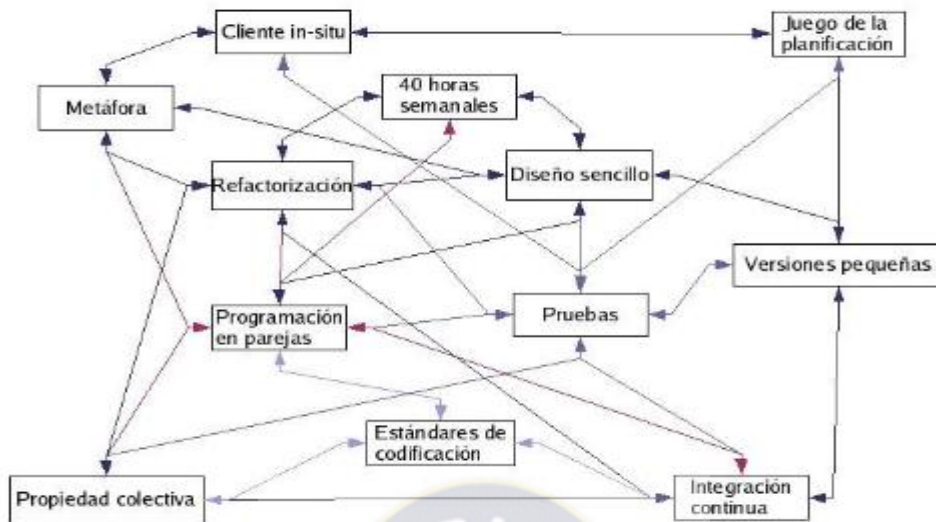 Cliente in-situ
Juego de la
planificación
40 horas
semanales
Metáfora
Refactorización
Diseño sencillo
Versiones pequeñas
Programación
en parejas
Pruebas
Estándares de
codificación
Propiedad colectiva
Integración
continua